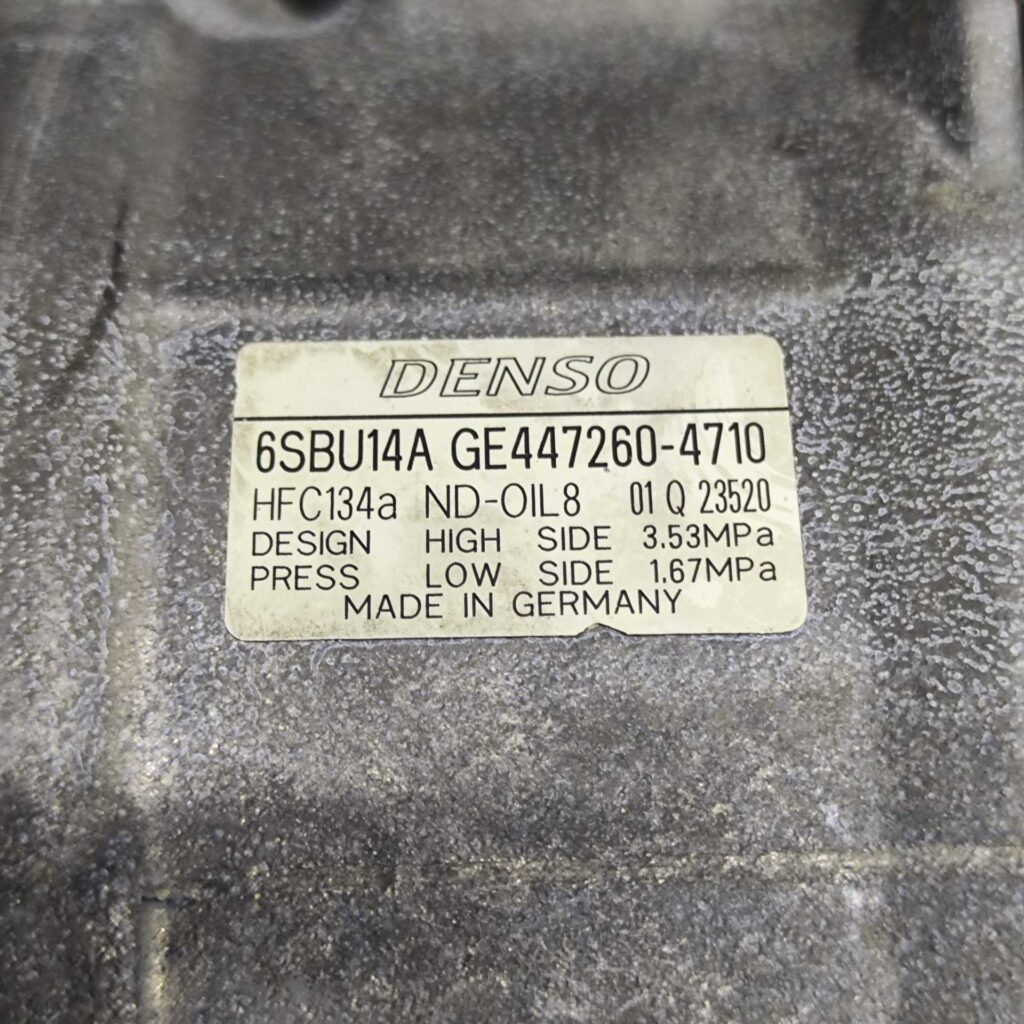 DENSO
6SBU14A GE447260-4710
HFC134a ND-OIL8 01 Q 23520
DESIGN HIGH SIDE 3.53MPa
PRESS LOW SIDE 1.67MPa
MADE IN GERMANY